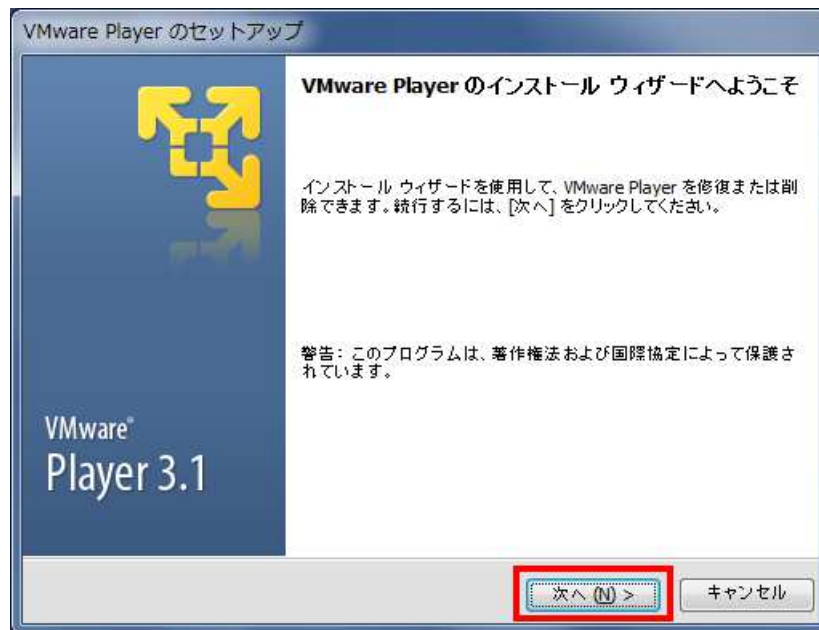 VMware Player のセットアップ
VMware Player のインストール ウィザードへようこそ
インストール ウィザードを使用して、VMware Player を修復または削
除できます。続行するには、[次へ] をクリックしてください。
警告: このプログラムは、著作権法および国際協定によって保護さ
れています。
VMware®
Player 3.1
次へ (N) >
キャンセル